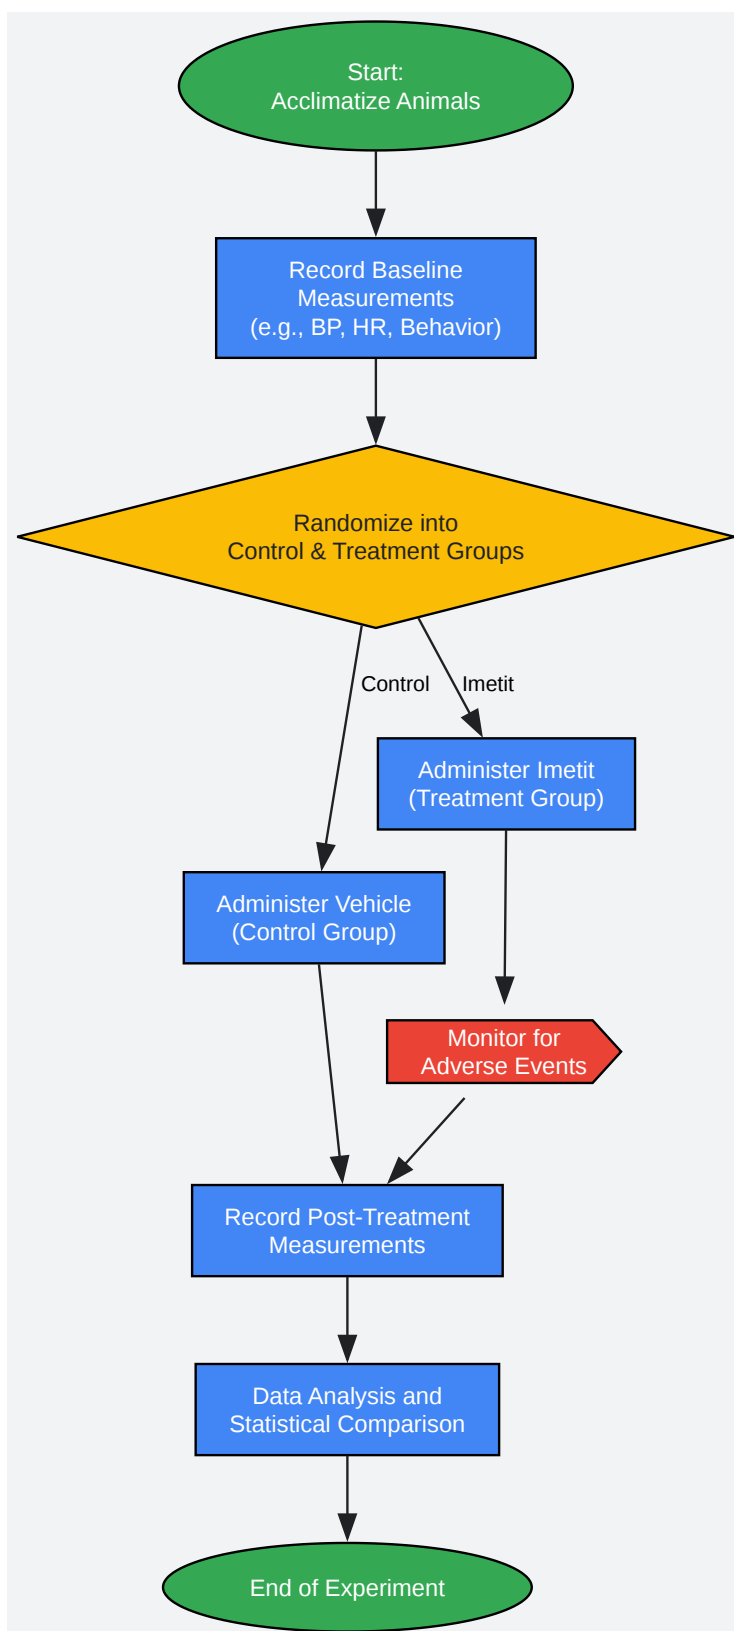 Start:
Acclimatize Animals
Record Baseline
Measurements
(e.g., BP, HR, Behavior)
Randomize into
Control & Treatment Groups
Control
Imetit
Administer Imetit
(Treatment Group)
Administer Vehicle
(Control Group)
Monitor for
Adverse Events
Record Post-Treatment
Measurements
Data Analysis and
Statistical Comparison
End of Experiment